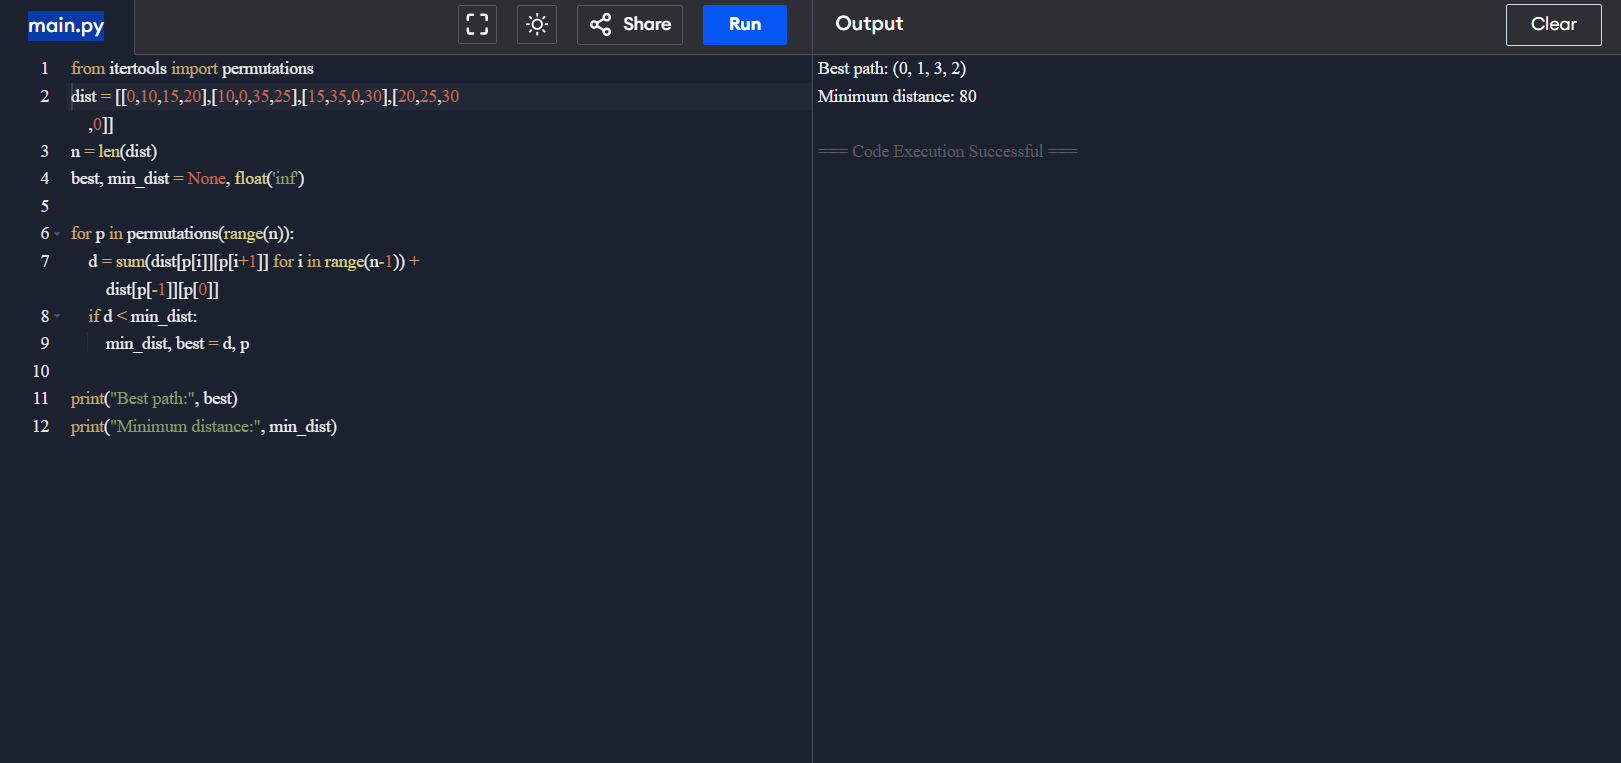 main.py
Share
Run
Output
Clear
1 from itertools import permutations
2 dist = [[0,10,15,20],[10,0,35,25],[15,35,0,30],[20,25,30
,0]]
3 n = len(dist)
4 best, min_dist = None, float('inf')
5
6 for p in permutations(range(n)):
7 d = sum(dist[p[i]][p[i+1]] for i in range(n-1)) +
dist[p[-1]][p[0]]
8 if d < min_dist:
9 min_dist, best = d, p
10
11 print("Best path:", best)
12 print("Minimum distance:", min_dist)
Best path: (0, 1, 3, 2)
Minimum distance: 80
=== Code Execution Successful ===